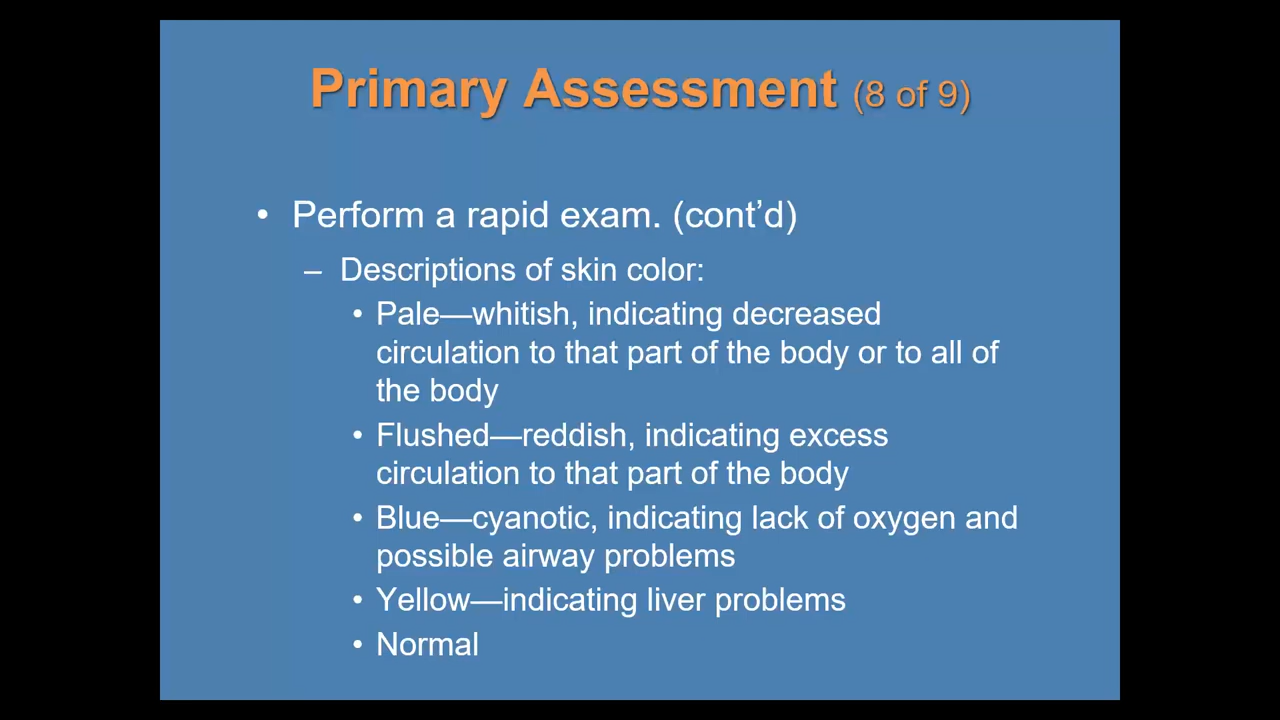 Primary Assessment (8 of 9)
• Perform a rapid exam. (cont’d)
– Descriptions of skin color:
• Pale—whitish, indicating decreased
circulation to that part of the body or to all of
the body
• Flushed—reddish, indicating excess
circulation to that part of the body
• Blue—cyanotic, indicating lack of oxygen and
possible airway problems
• Yellow—indicating liver problems
• Normal